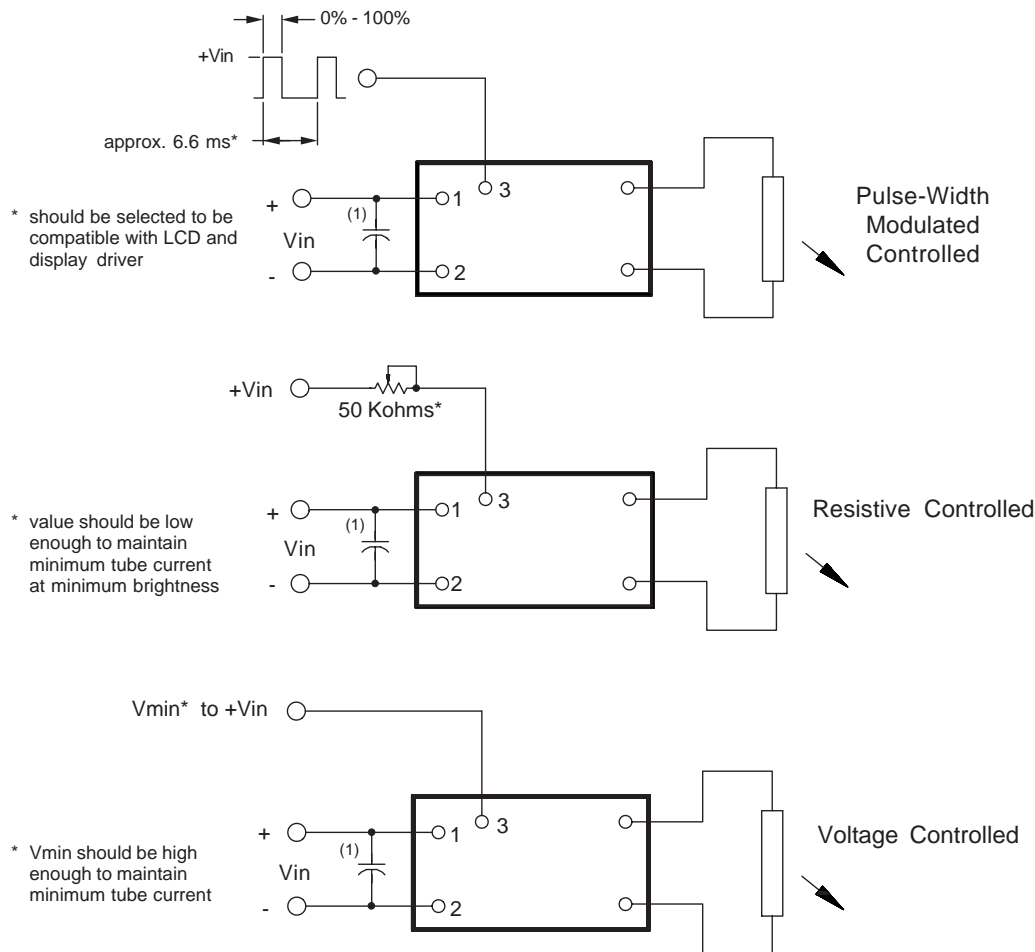 0% - 100%
+Vin
approx. 6.6 ms*
3
+
(1)
1
* should be selected to be
compatible with LCD and
display driver
Vin
-
2
Pulse-Width
Modulated
Controlled
+Vin
50 Kohms*
3
+
(1)
1
* value should be low
enough to maintain
minimum tube current
at minimum brightness
Vin
-
2
Resistive Controlled
Vmin* to +Vin
3
+
(1)
1
* Vmin should be high
enough to maintain
minimum tube current
Vin
-
2
Voltage Controlled